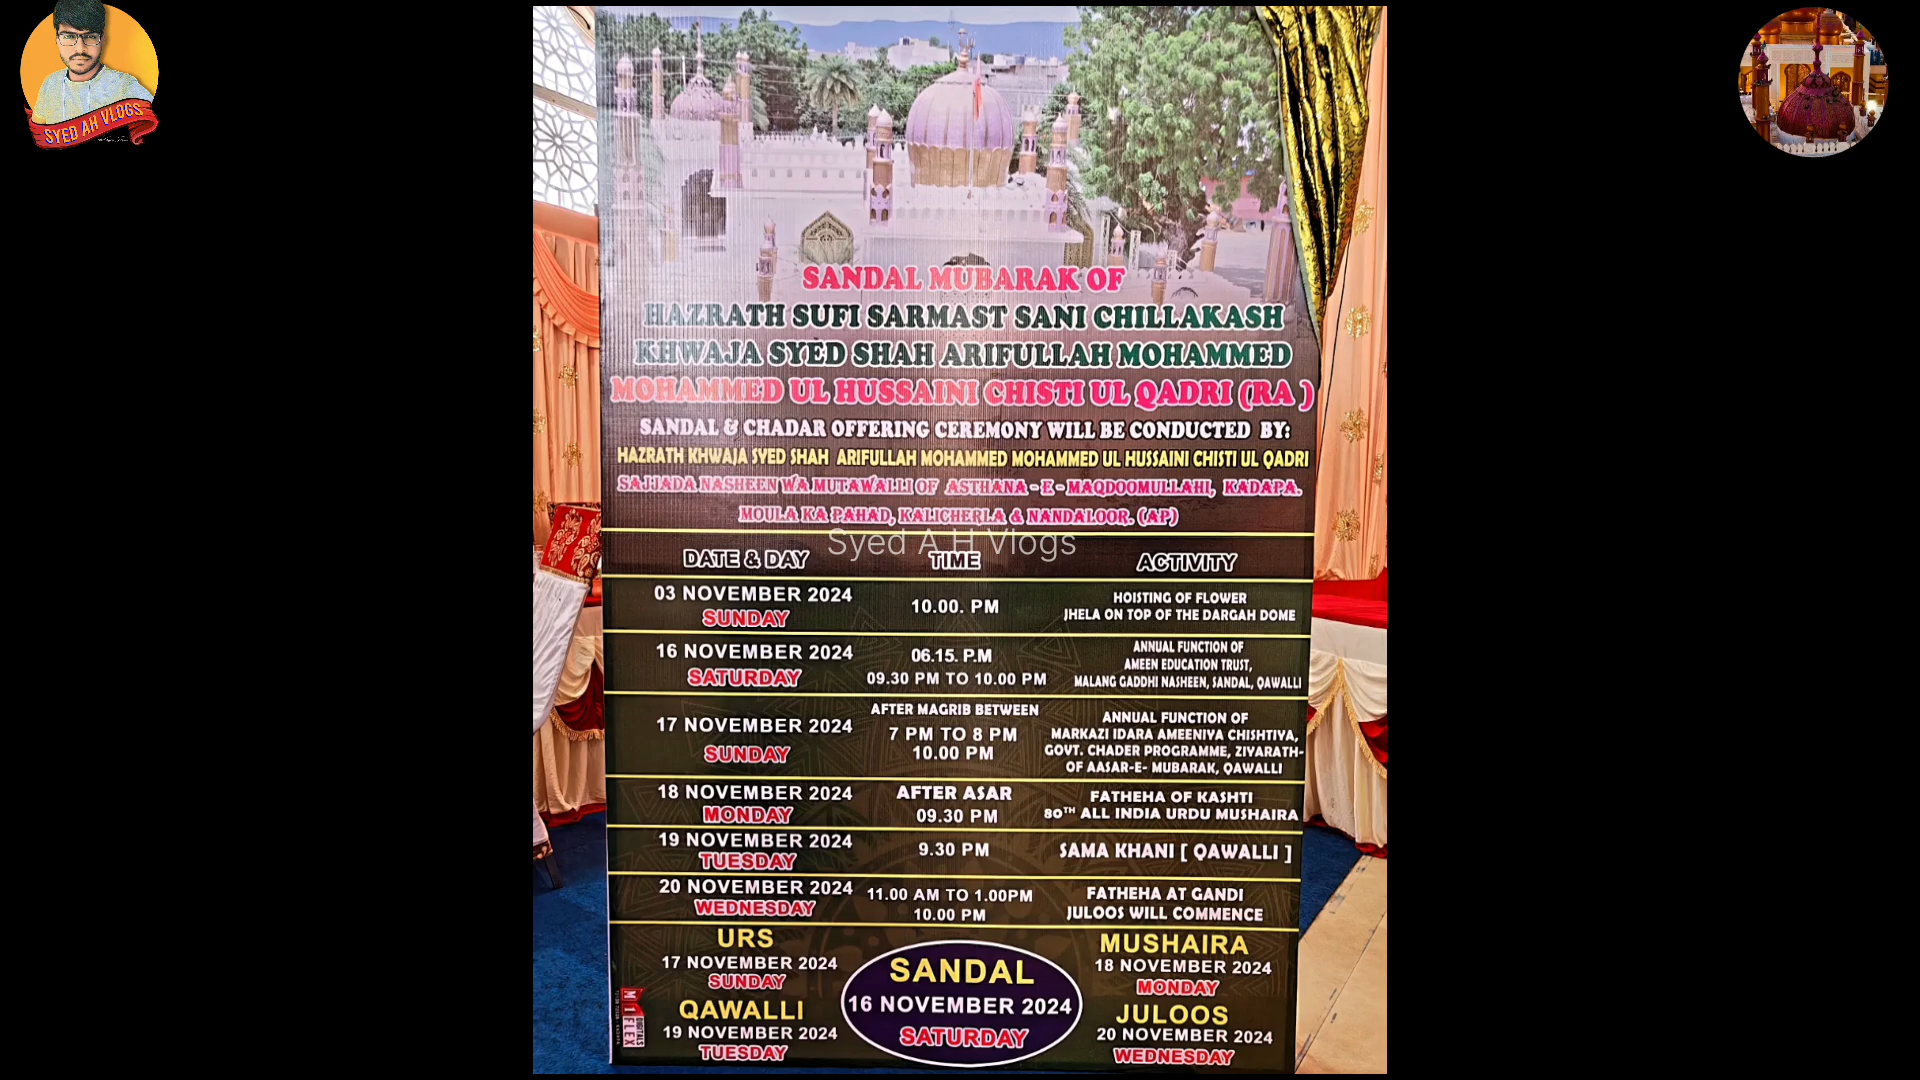 SYED AH VLOGS
SANDAL MUBARAK OF
HAZRATH SUFI SARMAST SANI CHILLAKASH
KHWAJA SYED SHAH ARIFULLAH MOHAMMED
MOHAMMED UL HUSSAINI CHISTI UL QADRI (RA )
SANDAL & CHADAR OFFERING CEREMONY WILL BE CONDUCTED BY:
HAZRATH KHWAJA SYED SHAH ARIFULLAH MOHAMMED MOHAMMED UL HUSSAINI CHISTI UL QADRI
SAJJADA NASHEEN WA MUTAWALLI OF ASTHANA - E - MAQDOOMULLAHI, KADAPA.
MOULA KA PAHAD, KALICHERLA & NANDALOOR. (AP)
Syed A H Vlogs
DATE & DAY TIME ACTIVITY
03 NOVEMBER 2024
SUNDAY
10.00. PM
HOISTING OF FLOWER
JHELA ON TOP OF THE DARGAH DOME
16 NOVEMBER 2024
SATURDAY
06.15. P.M
09.30 PM TO 10.00 PM
ANNUAL FUNCTION OF
AMEEN EDUCATION TRUST,
MALANG GADDHI NASHEEN, SANDAL, QAWALLI
17 NOVEMBER 2024
SUNDAY
AFTER MAGRIB BETWEEN
7 PM TO 8 PM
10.00 PM
ANNUAL FUNCTION OF
MARKAZI IDARA AMEENIYA CHISHTIYA,
GOVT. CHADER PROGRAMME, ZIYARATH-
OF AASAR-E- MUBARAK, QAWALLI
18 NOVEMBER 2024
MONDAY
AFTER ASAR
09.30 PM
FATHEHA OF KASHTI
80TH ALL INDIA URDU MUSHAIRA
19 NOVEMBER 2024
TUESDAY
9.30 PM
SAMA KHANI [ QAWALLI ]
20 NOVEMBER 2024
WEDNESDAY
11.00 AM TO 1.00PM
10.00 PM
FATHEHA AT GANDI
JULOOS WILL COMMENCE
URS
17 NOVEMBER 2024
SUNDAY
QAWALLI
19 NOVEMBER 2024
TUESDAY
SANDAL
16 NOVEMBER 2024
SATURDAY
MUSHAIRA
18 NOVEMBER 2024
MONDAY
JULOOS
20 NOVEMBER 2024
WEDNESDAY
M1
FLEX
DIGITALS